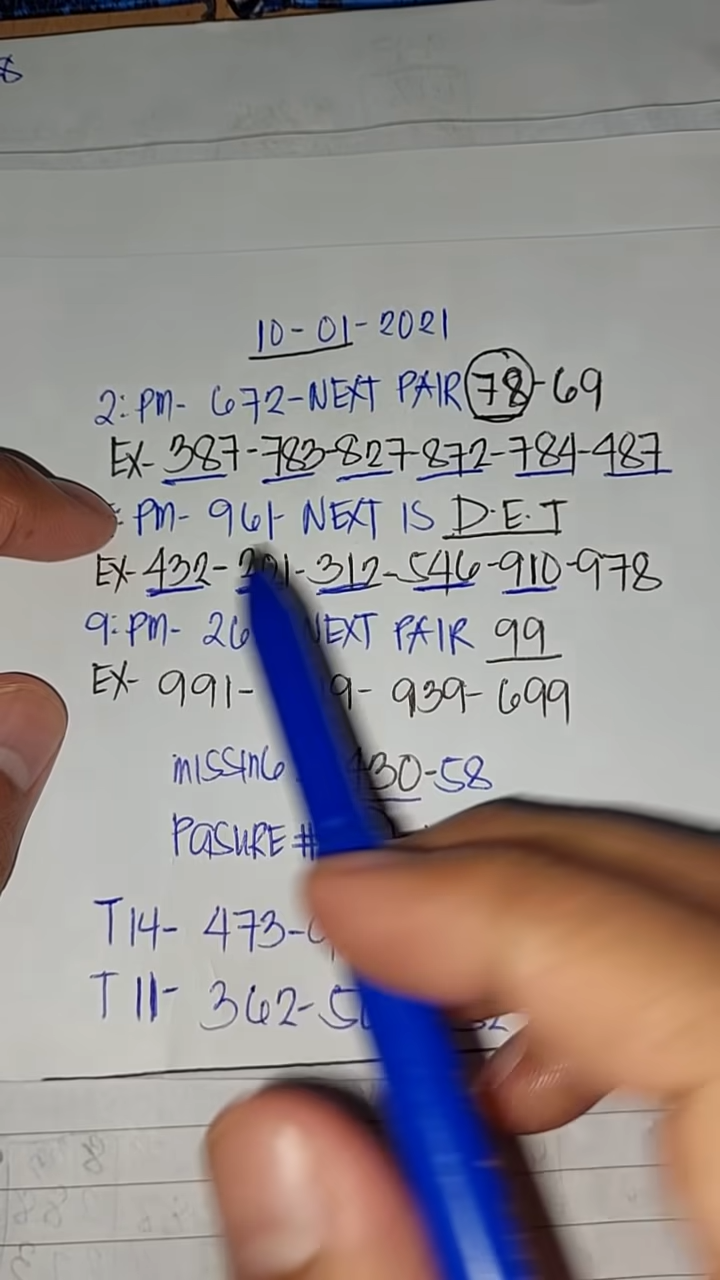 10-01-2021
2:PM- 672-NEXT PAIR 78-69
EX- 387-783-827-872-784-487
PM- 961- NEXT IS D.E.T
EX- 432- -312-546-910-978
9:PM- 26 NEXT PAIR 99
EX- 991- 9- 939- 699
MISSING 430-58
PASURE #
T14- 473-
T11- 362-5